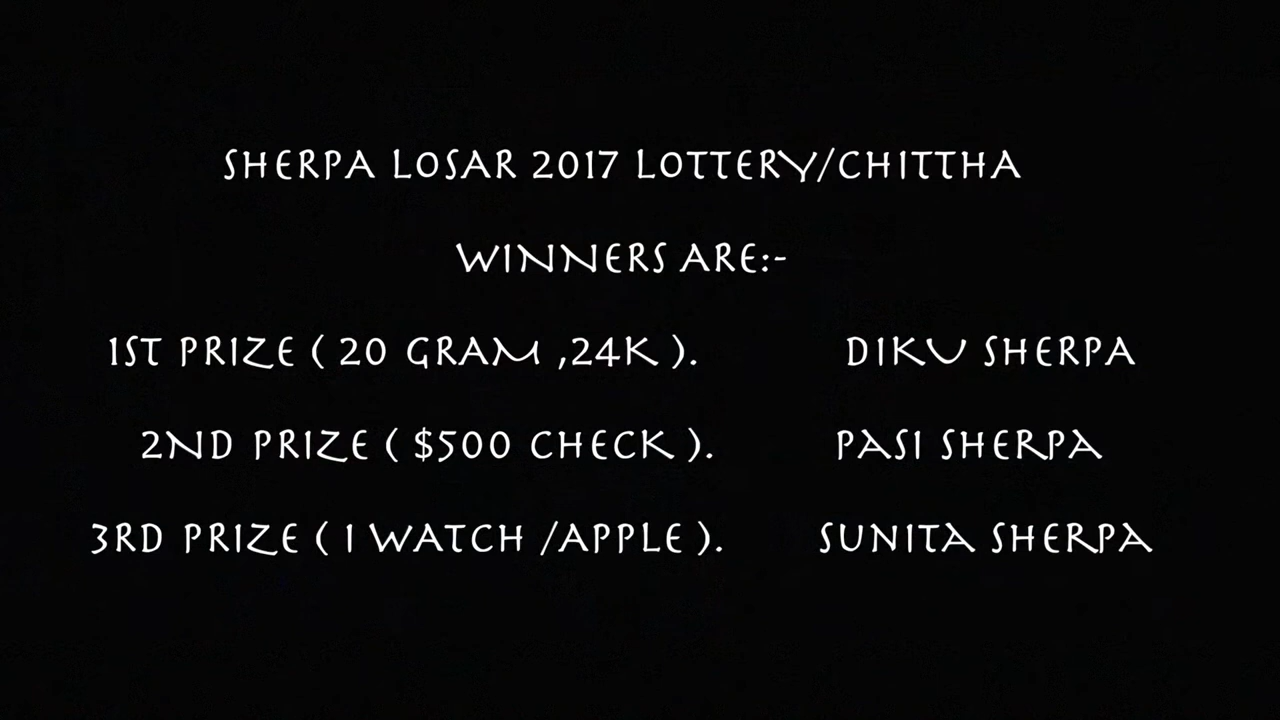 SHERPA LOSAR 2017 LOTTERY/CHITTHA
WINNERS ARE:-
1ST PRIZE ( 20 GRAM ,24K ). DIKU SHERPA
2ND PRIZE ( $500 CHECK ). PASI SHERPA
3RD PRIZE ( I WATCH /APPLE ). SUNITA SHERPA